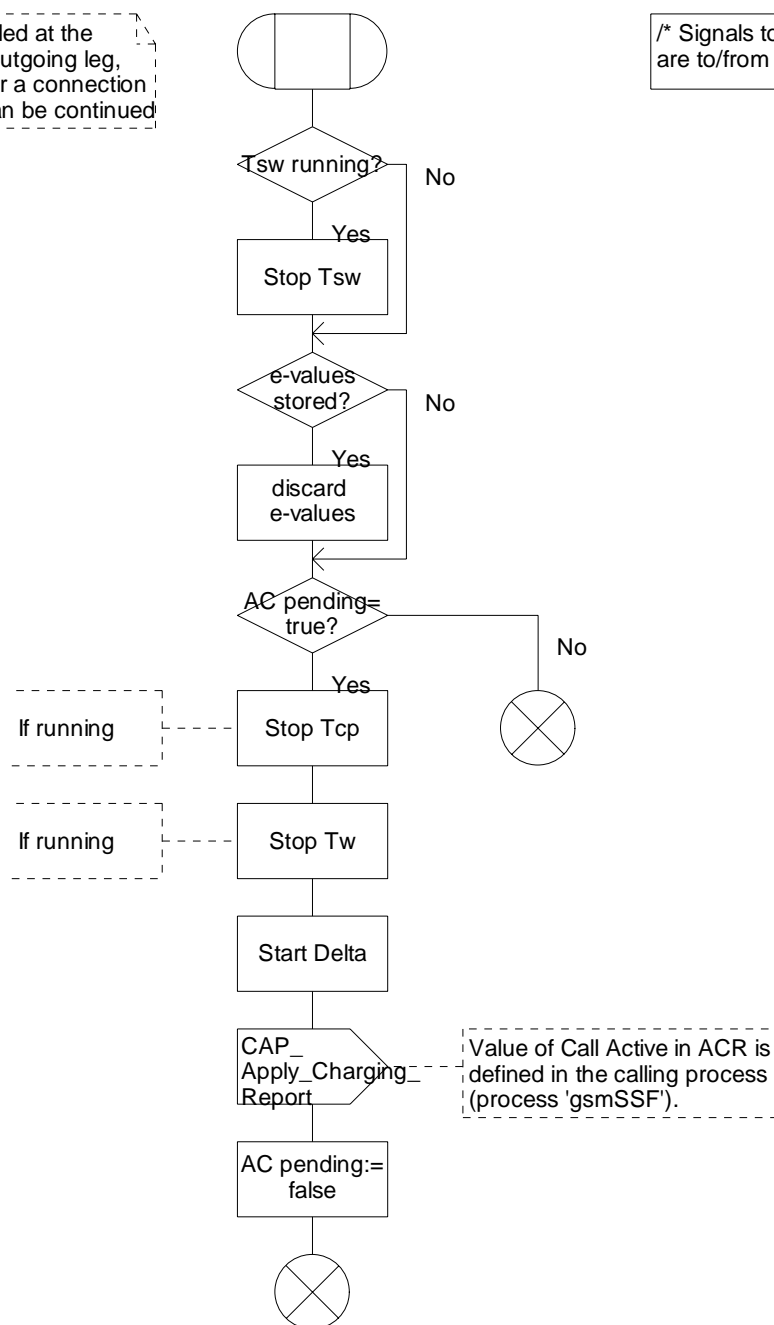 led at the
utgoing leg,
r a connection
n be continued
/* Signals to
are to/from
Tsw running?
No
Yes
Stop Tsw
e-values
stored?
No
Yes
discard
e-values
AC pending=
true?
No
Yes
If running
Stop Tcp
If running
Stop Tw
Start Delta
CAP_
Apply_Charging_
Report
Value of Call Active in ACR is
defined in the calling process
(process 'gsmSSF').
AC pending:=
false